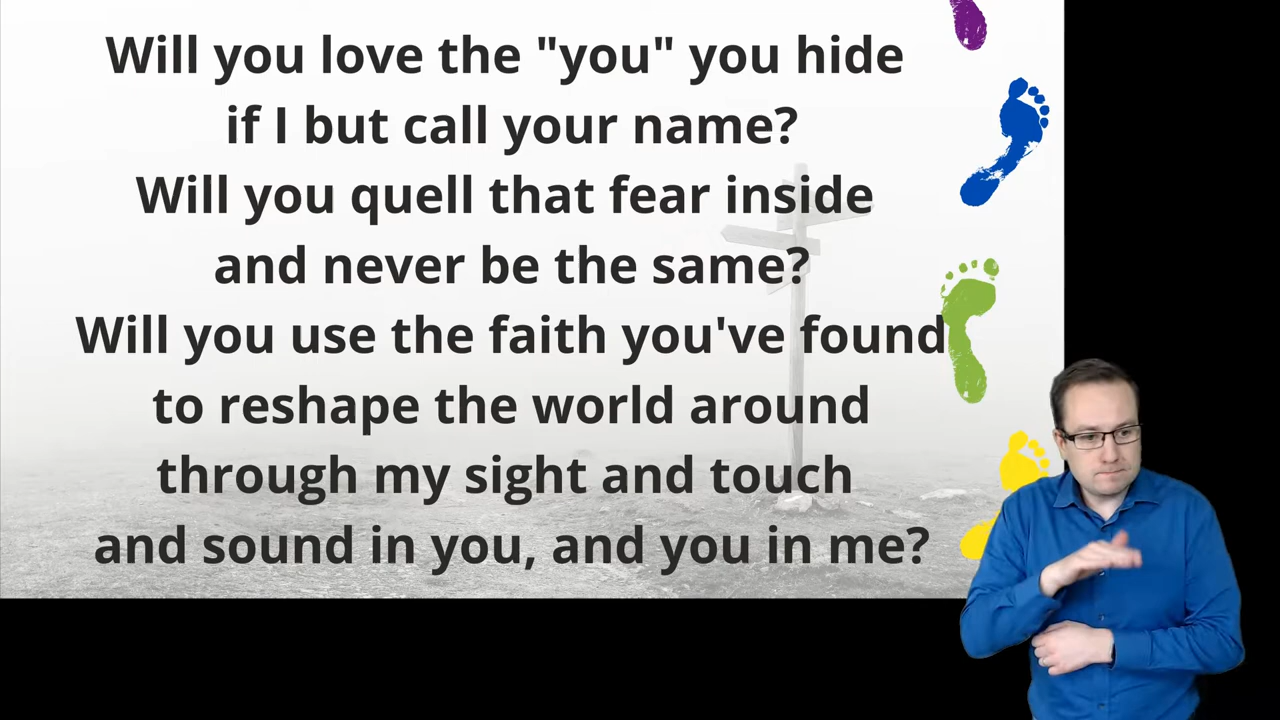 Will you love the "you" you hide
if I but call your name?
Will you quell that fear inside
and never be the same?
Will you use the faith you've found
to reshape the world around
through my sight and touch
and sound in you, and you in me?